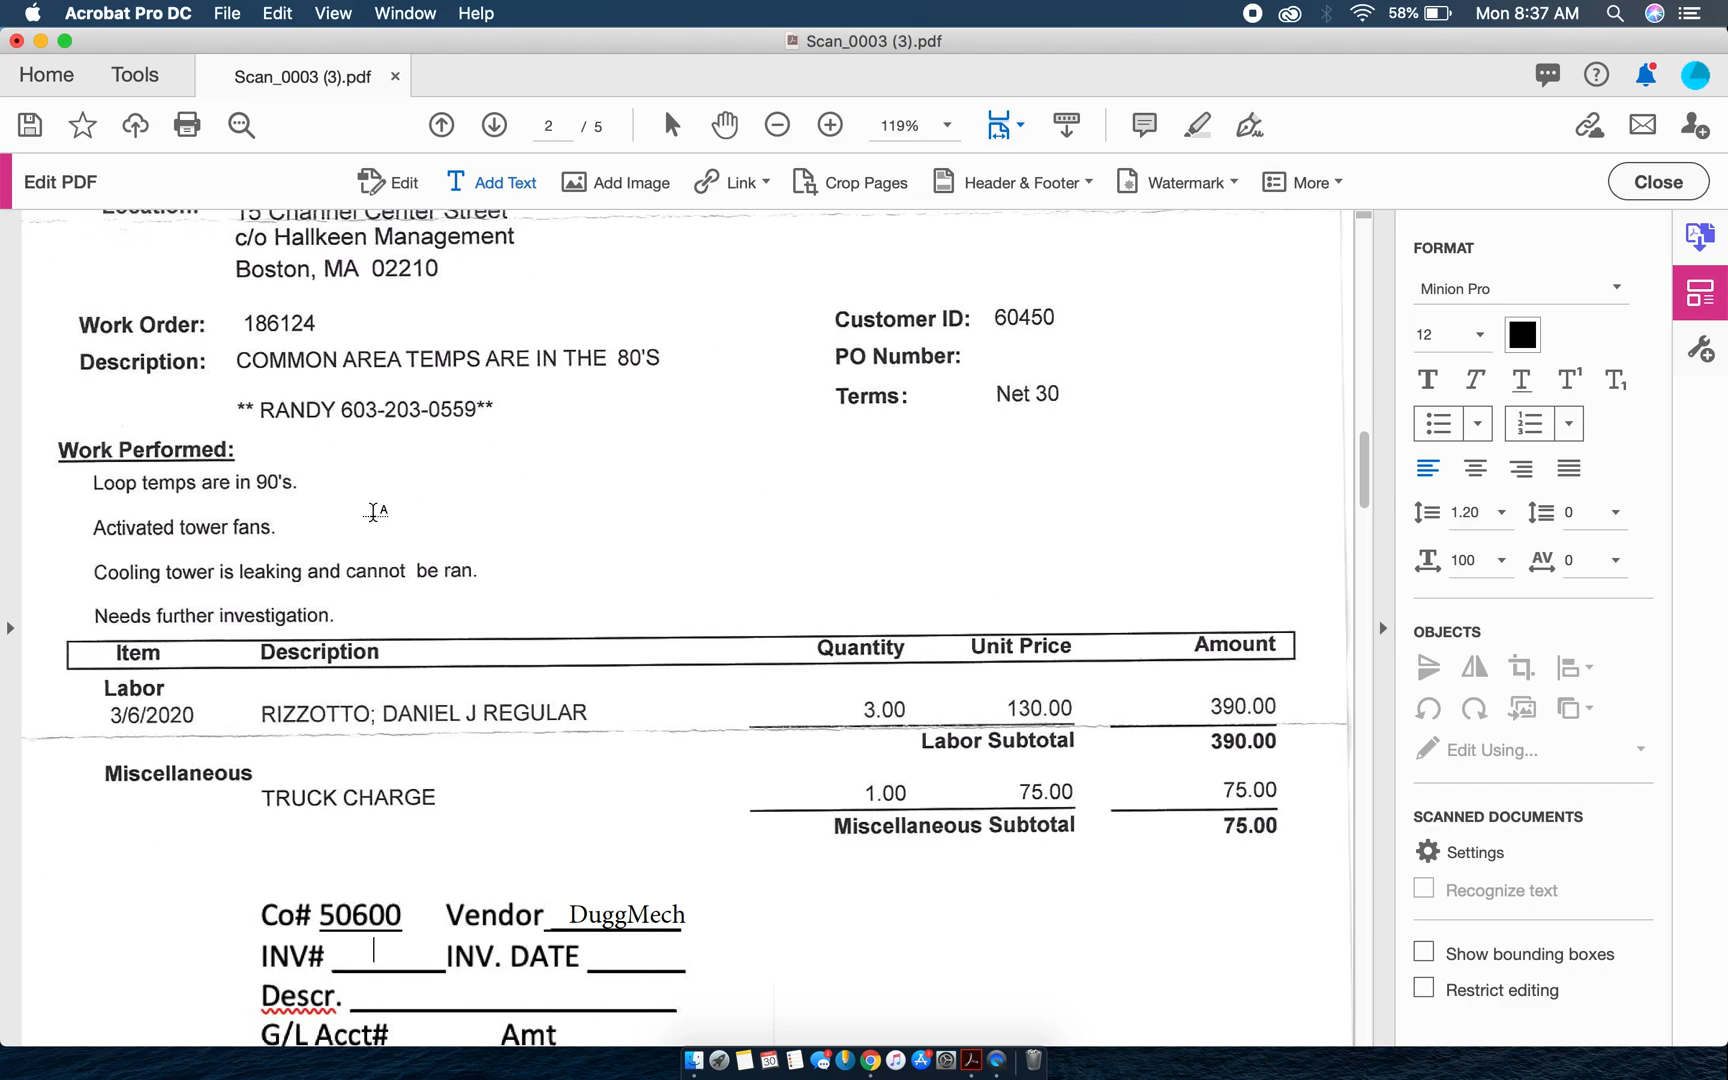 Acrobat Pro DC File Edit View Window Help 58% Mon 8:37 AM
Scan_0003 (3).pdf
Home Tools Scan_0003 (3).pdf ×
2 / 5 119%
Edit PDF Edit Add Text Add Image Link Crop Pages Header & Footer Watermark More Close
Location: 15 Channel Center Street
c/o Hallkeen Management
Boston, MA 02210
Work Order: 186124
Customer ID: 60450
Description: COMMON AREA TEMPS ARE IN THE 80'S
PO Number:
** RANDY 603-203-0559**
Terms: Net 30
Work Performed:
Loop temps are in 90's.
Activated tower fans.
Cooling tower is leaking and cannot be ran.
Needs further investigation.
Item Description Quantity Unit Price Amount
Labor
3/6/2020 RIZZOTTO; DANIEL J REGULAR 3.00 130.00 390.00
Labor Subtotal 390.00
Miscellaneous
TRUCK CHARGE 1.00 75.00 75.00
Miscellaneous Subtotal 75.00
Co# 50600 Vendor DuggMech
INV# INV. DATE
Descr.
G/L Acct# Amt
FORMAT
Minion Pro
12
1.20 0
100 0
OBJECTS
Edit Using...
SCANNED DOCUMENTS
Settings
Recognize text
Show bounding boxes
Restrict editing